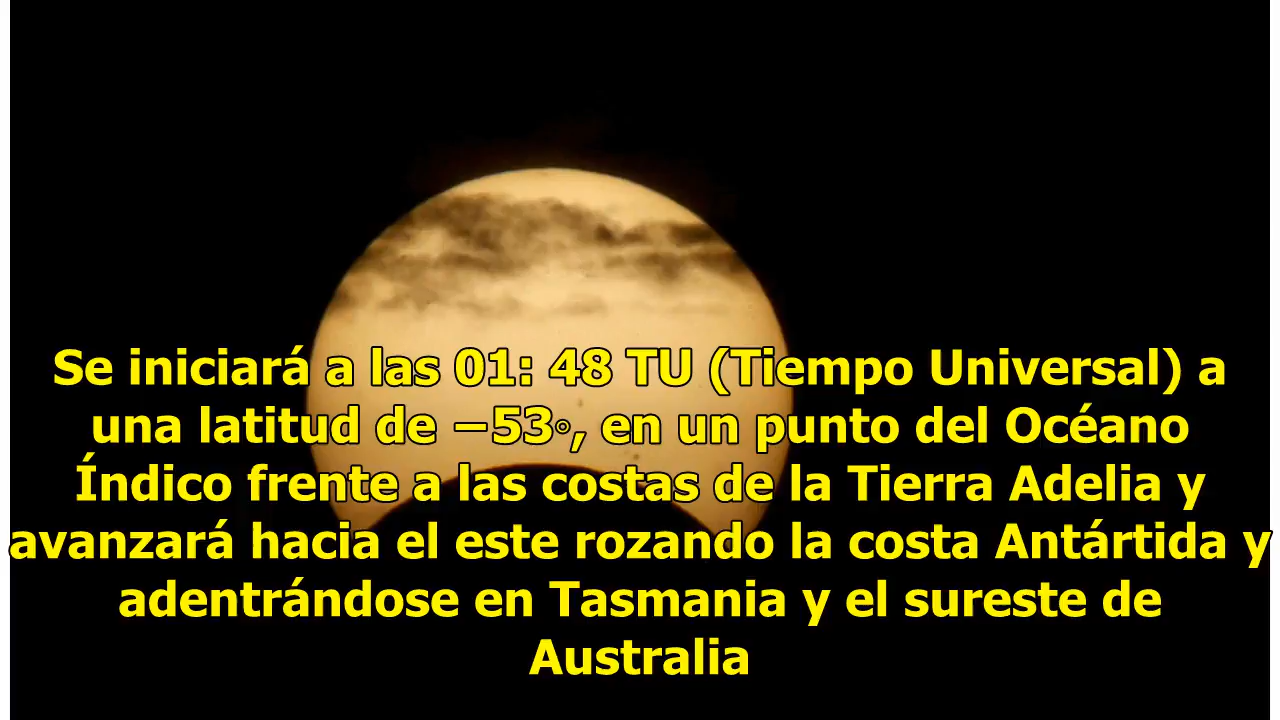 Se iniciará a las 01: 48 TU (Tiempo Universal) a
una latitud de −53∘, en un punto del Océano
Índico frente a las costas de la Tierra Adelia y
avanzará hacia el este rozando la costa Antártida y
adentrándose en Tasmania y el sureste de
Australia